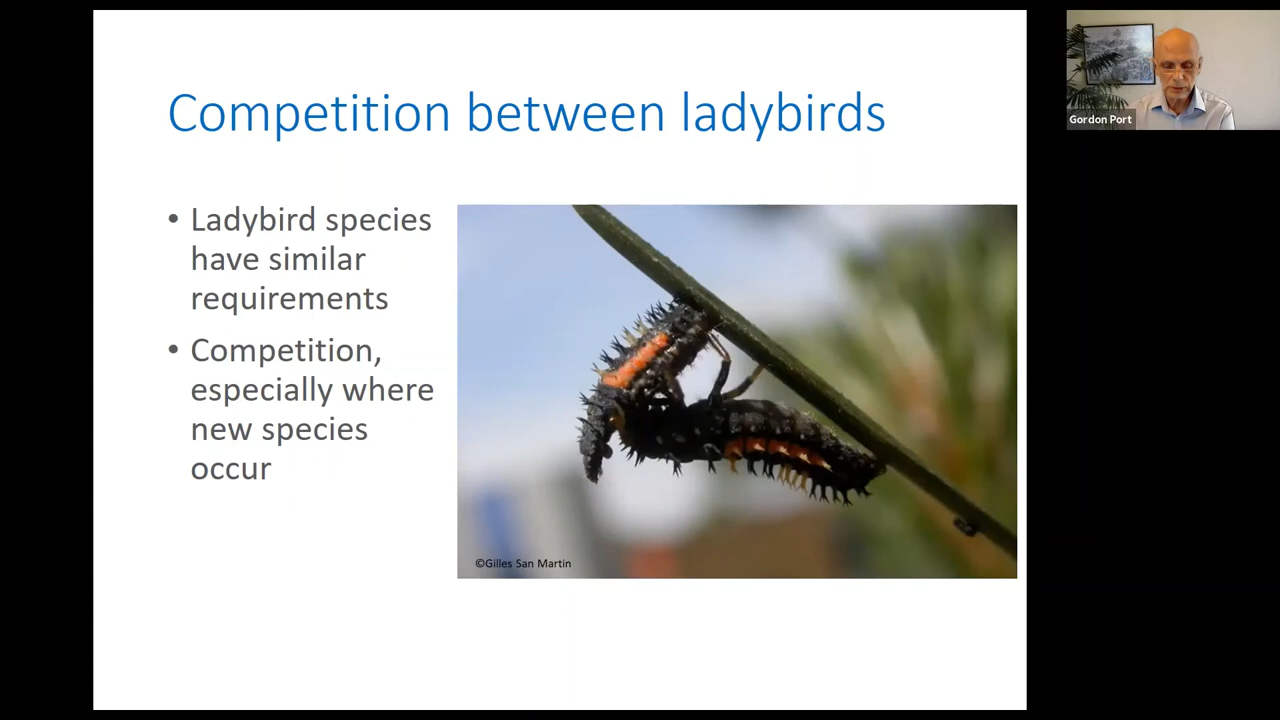 Competition between ladybirds
• Ladybird species
have similar
requirements
• Competition,
especially where
new species
occur
©Gilles San Martin
Gordon Port